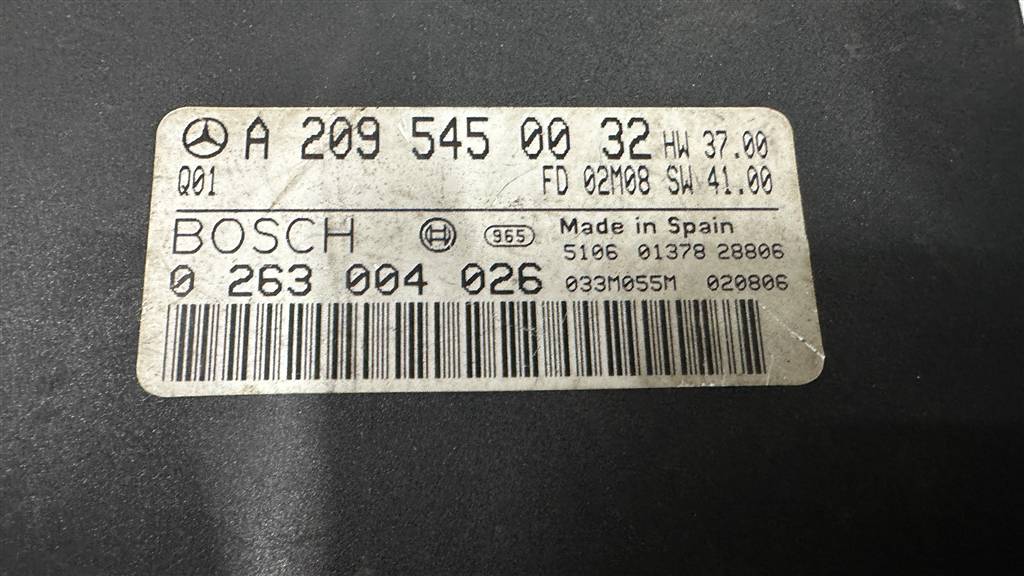 A 209 545 00 32 HW 37.00
Q01 FD 02M08 SW 41.00
BOSCH 965 Made in Spain
5106 01378 28806
0 263 004 026 033M055M 020806